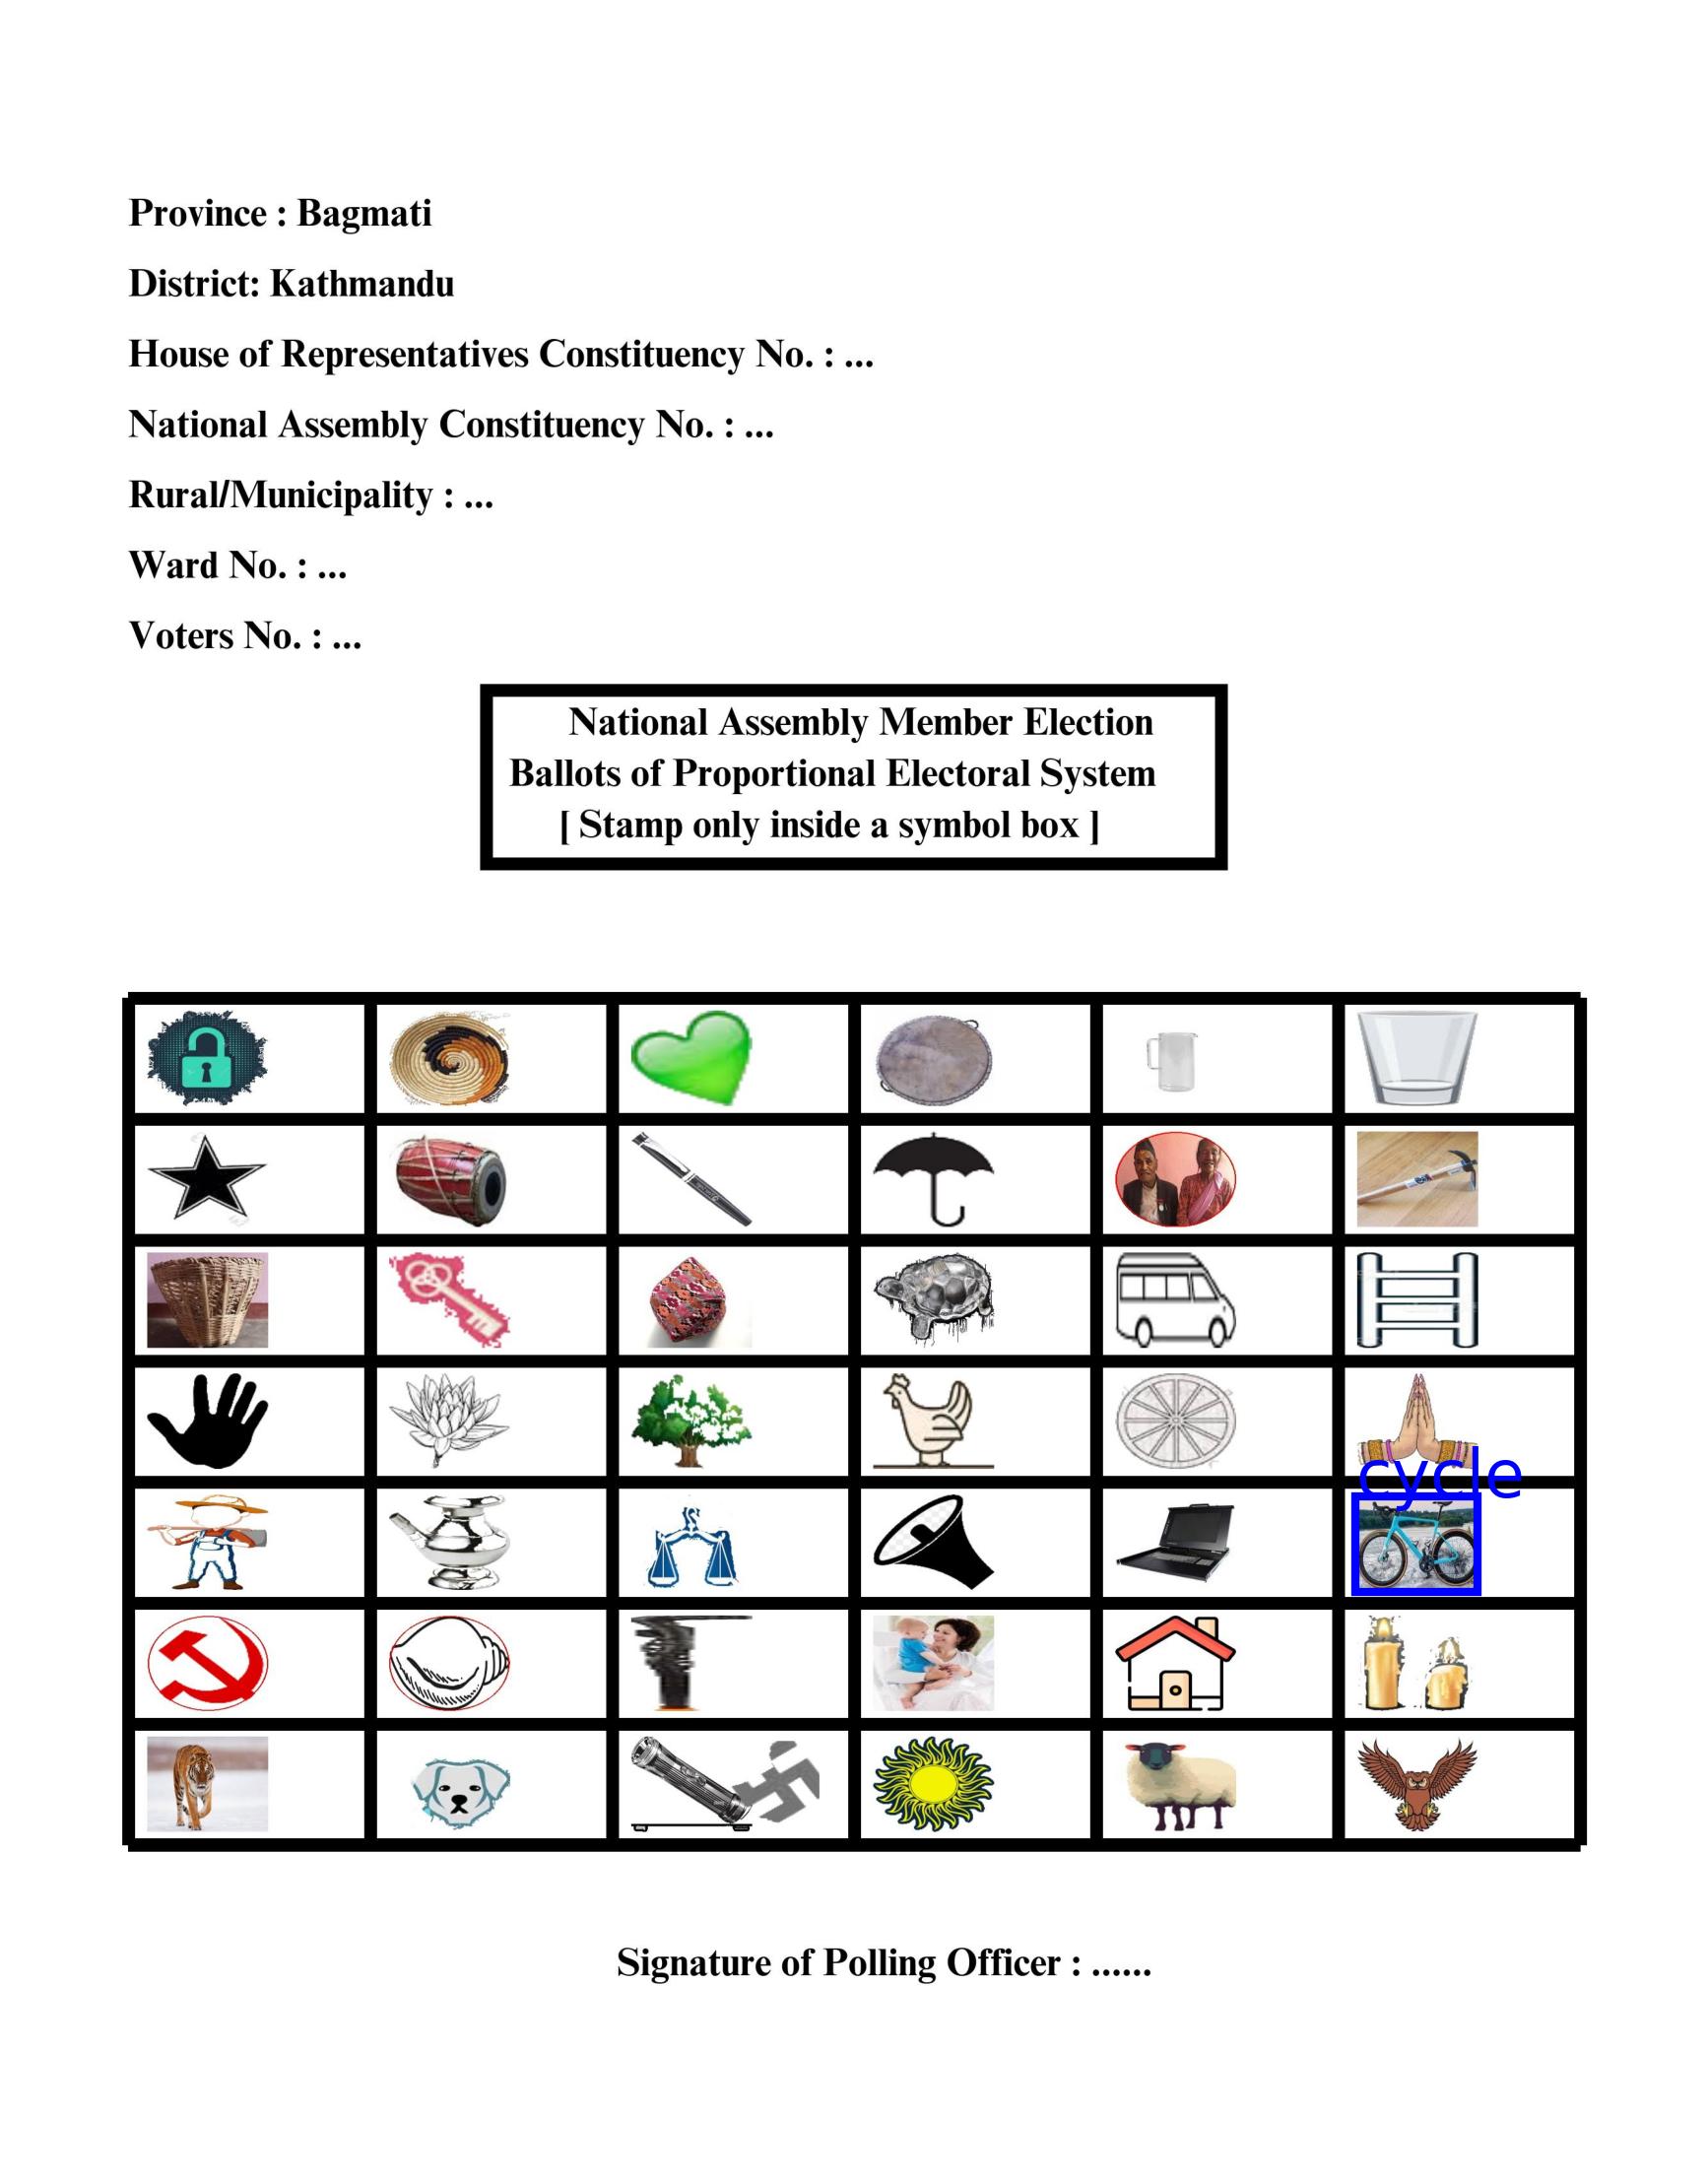 Province : Bagmati
District: Kathmandu
House of Representatives Constituency No. : ...
National Assembly Constituency No. : ...
Rural/Municipality : ...
Ward No. : ...
Voters No. : ...
National Assembly Member Election
Ballots of Proportional Electoral System
[ Stamp only inside a symbol box ]
cycle
Signature of Polling Officer : ......